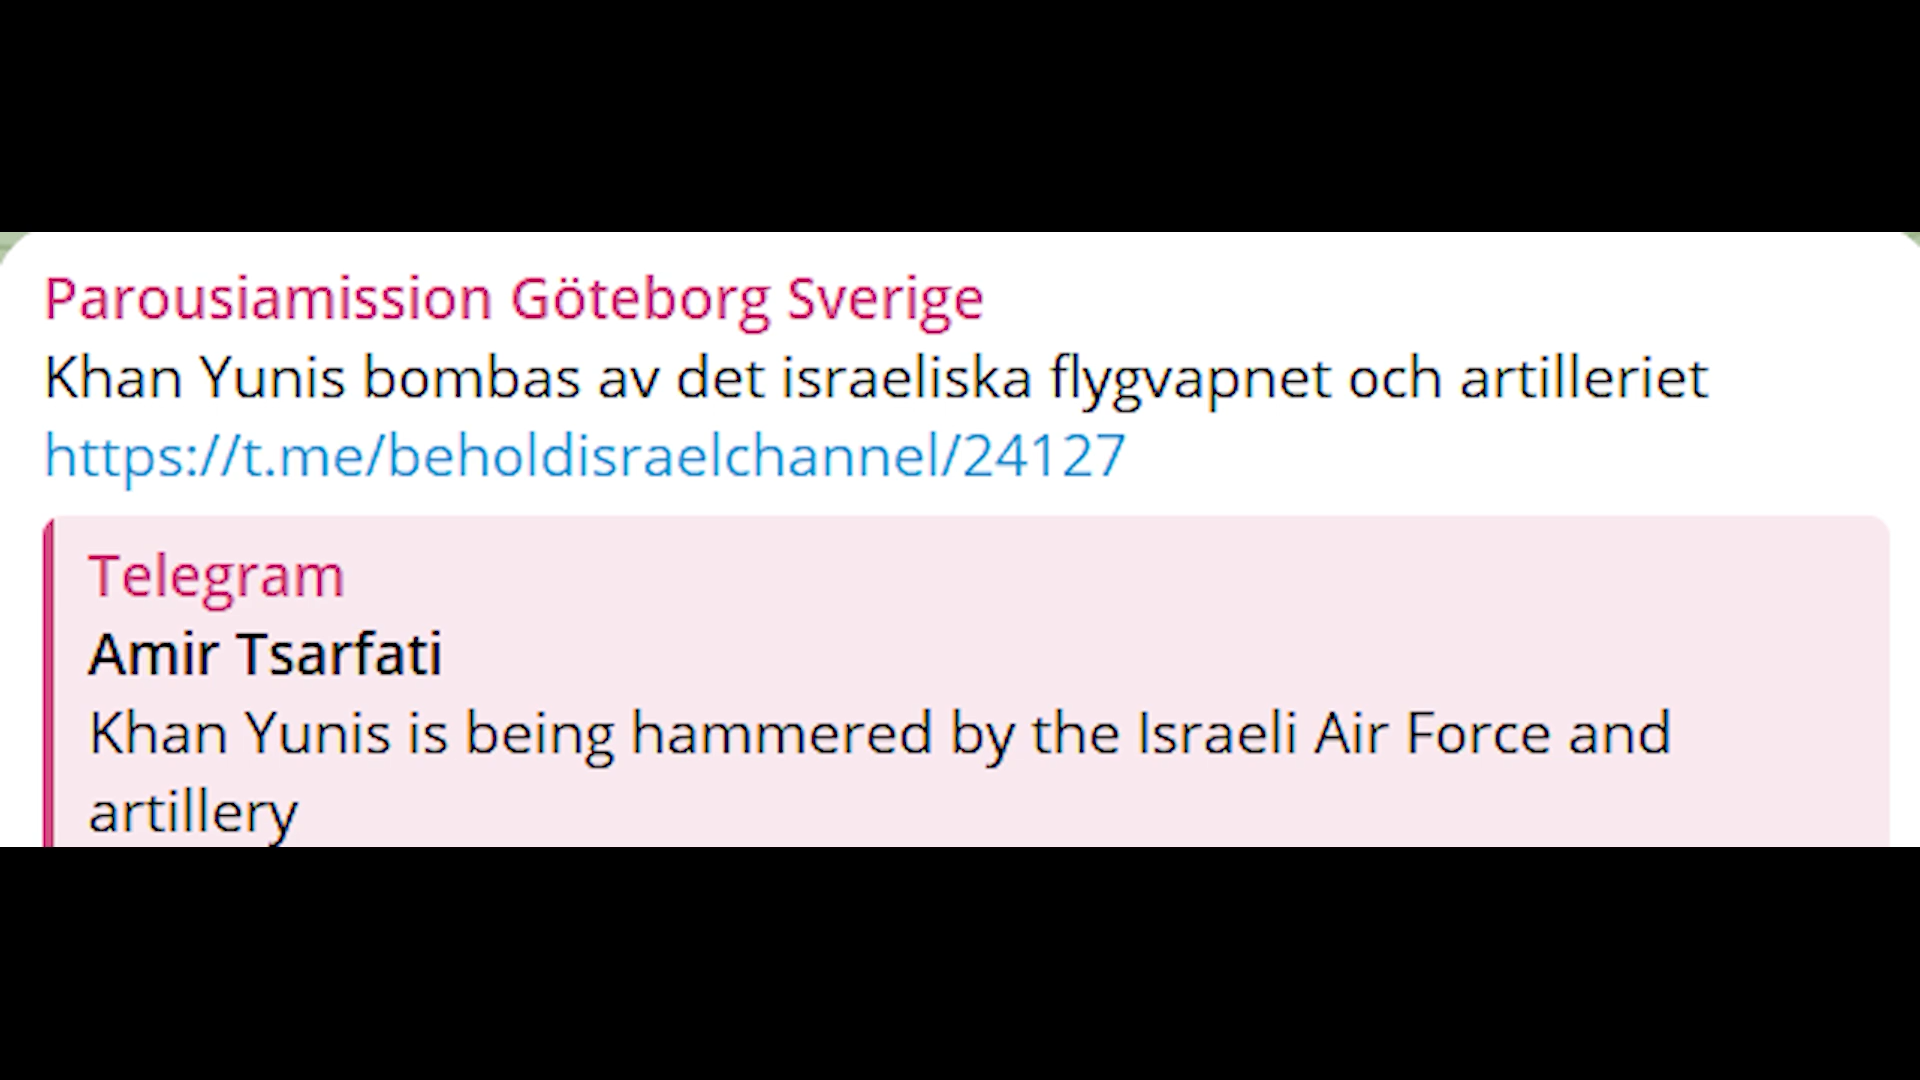 Parousiamission Göteborg Sverige
Khan Yunis bombas av det israeliska flygvapnet och artilleriet
https://t.me/beholdisraelchannel/24127
Telegram
Amir Tsarfati
Khan Yunis is being hammered by the Israeli Air Force and
artillery